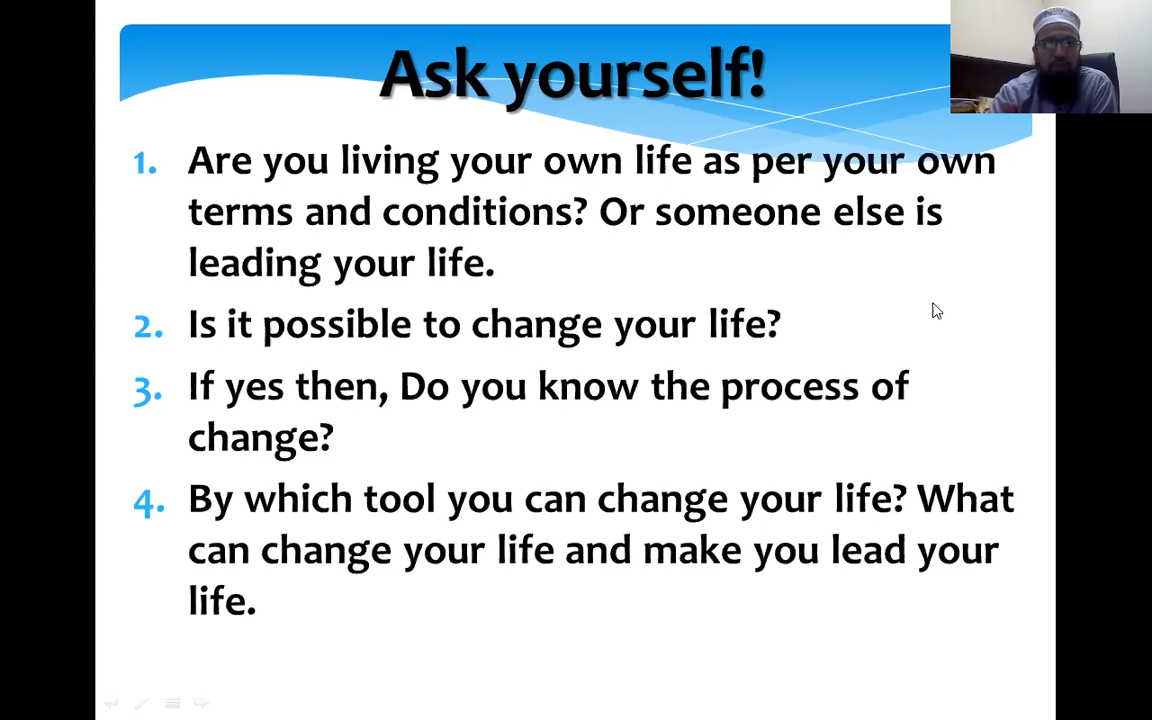 Ask yourself!
1. Are you living your own life as per your own
terms and conditions? Or someone else is
leading your life.
2. Is it possible to change your life?
3. If yes then, Do you know the process of
change?
4. By which tool you can change your life? What
can change your life and make you lead your
life.